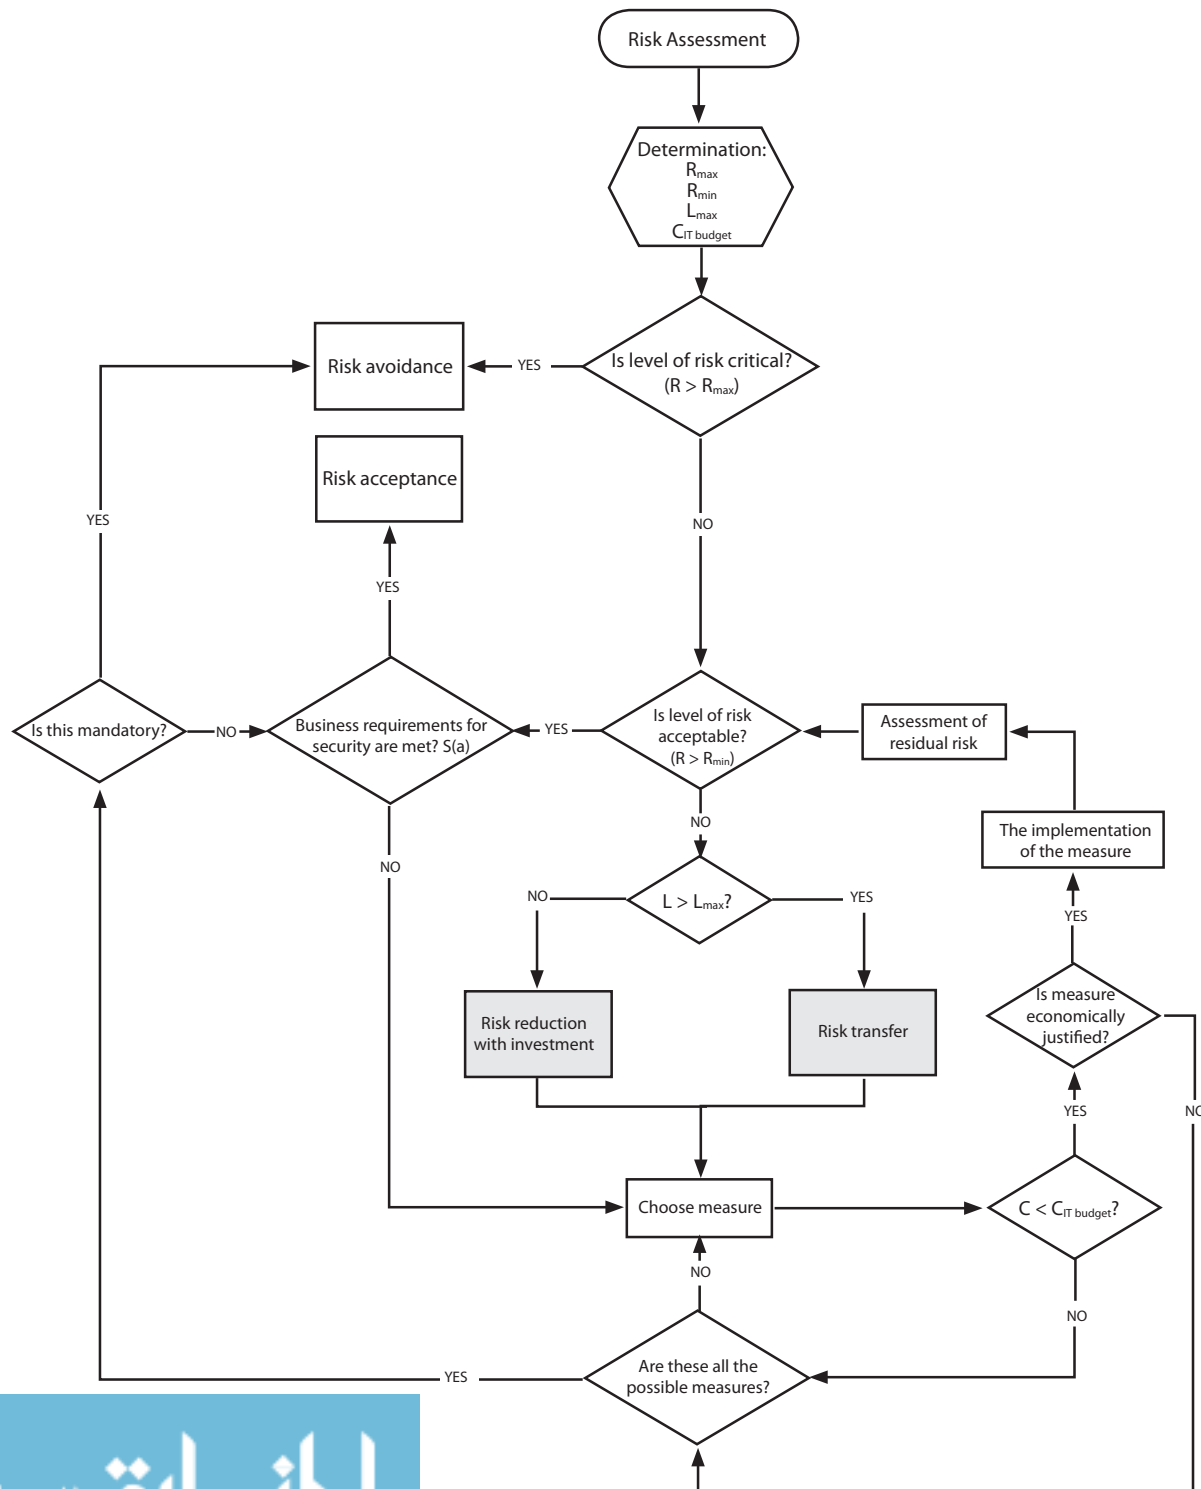 Risk Assessment
Determination:
Rmax
Rmin
Lmax
CIT budget
Is level of risk critical?
(R > Rmax)
YES
Risk avoidance
Risk acceptance
YES
NO
YES
Is this mandatory?
NO
Business requirements for
security are met? S(a)
YES
Is level of risk
acceptable?
(R > Rmin)
Assessment of
residual risk
NO
The implementation
of the measure
NO
L > Lmax?
NO
YES
YES
Risk reduction
with investment
Risk transfer
Is measure
economically
justified?
YES
NO
Choose measure
C < CIT budget?
NO
NO
Are these all the
possible measures?
YES